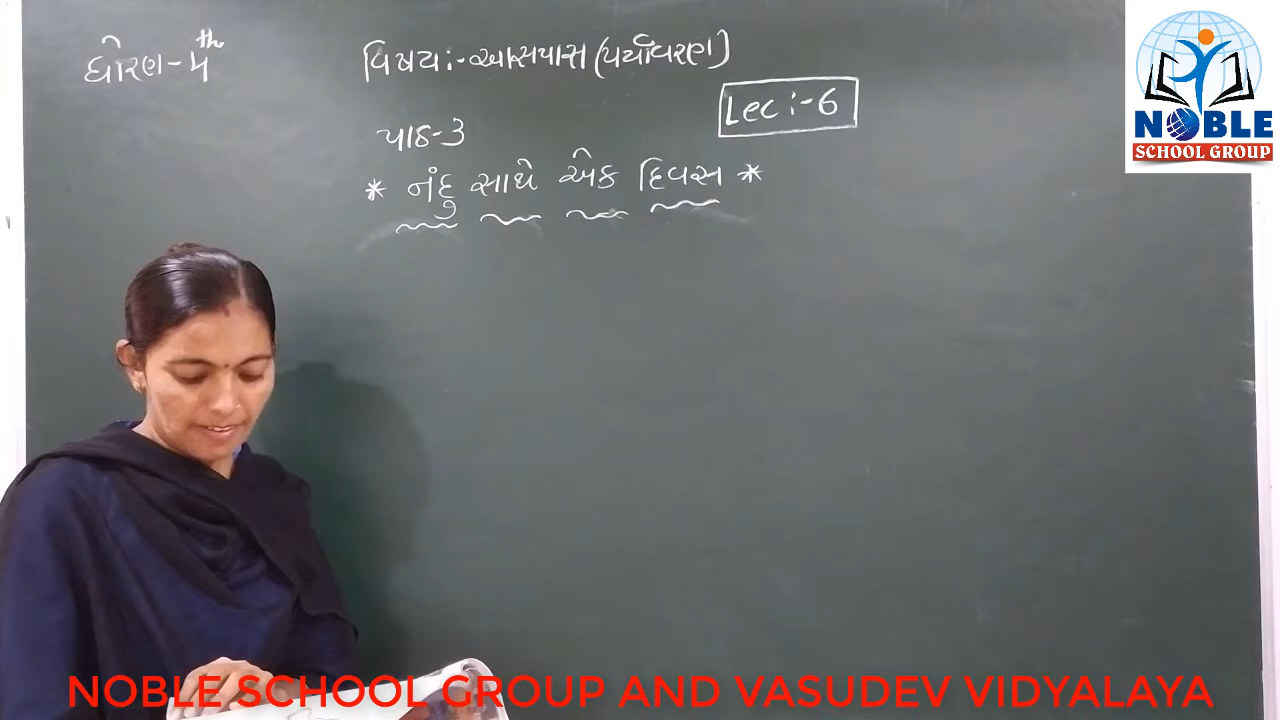 ધોરણ - ૪th
વિષય :- આસપાસ (પર્યાવરણ)
Lec :- 6
પાઠ - 3
* નંદુ સાથે એક દિવસ *
NOBLE
SCHOOL GROUP
NOBLE SCHOOL GROUP AND VASUDEV VIDYALAYA